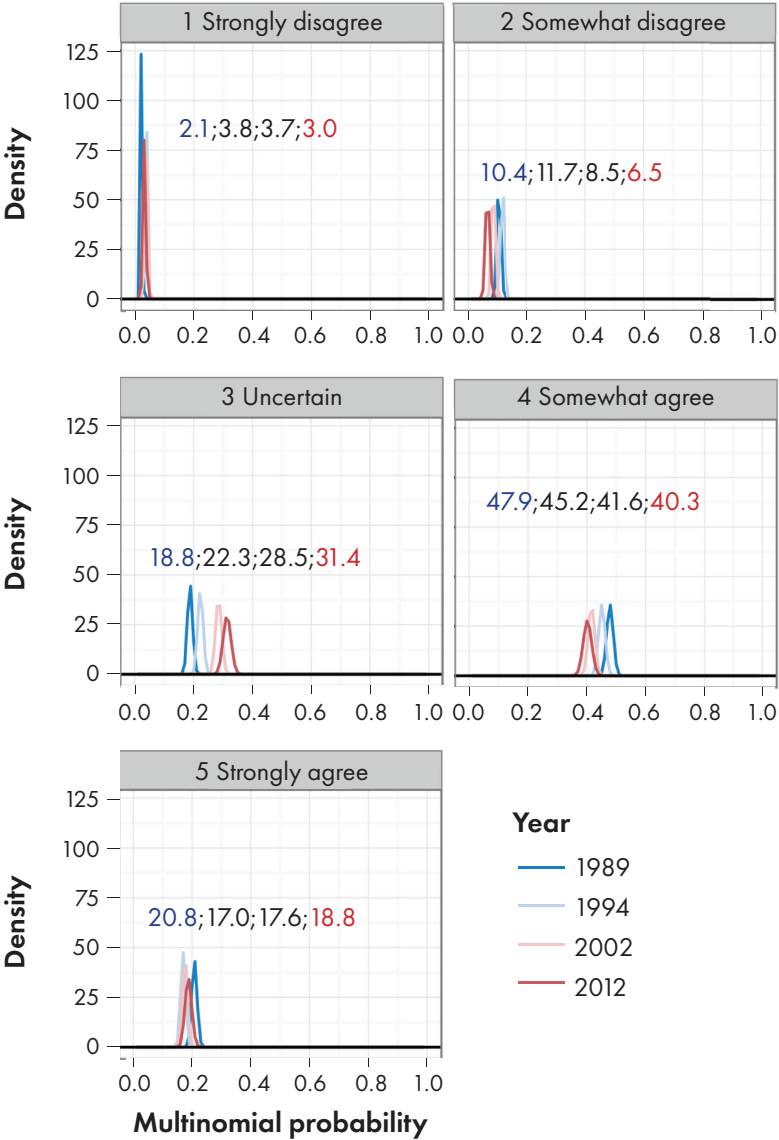 1 Strongly disagree
2 Somewhat disagree
Density
125
100
75
50
25
0
2.1;3.8;3.7;3.0
10.4;11.7;8.5;6.5
0.0 0.2 0.4 0.6 0.8 1.0
0.0 0.2 0.4 0.6 0.8 1.0
3 Uncertain
4 Somewhat agree
Density
125
100
75
50
25
0
18.8;22.3;28.5;31.4
47.9;45.2;41.6;40.3
0.0 0.2 0.4 0.6 0.8 1.0
0.0 0.2 0.4 0.6 0.8 1.0
5 Strongly agree
Density
125
100
75
50
25
0
20.8;17.0;17.6;18.8
0.0 0.2 0.4 0.6 0.8 1.0
Multinomial probability
Year
1989
1994
2002
2012